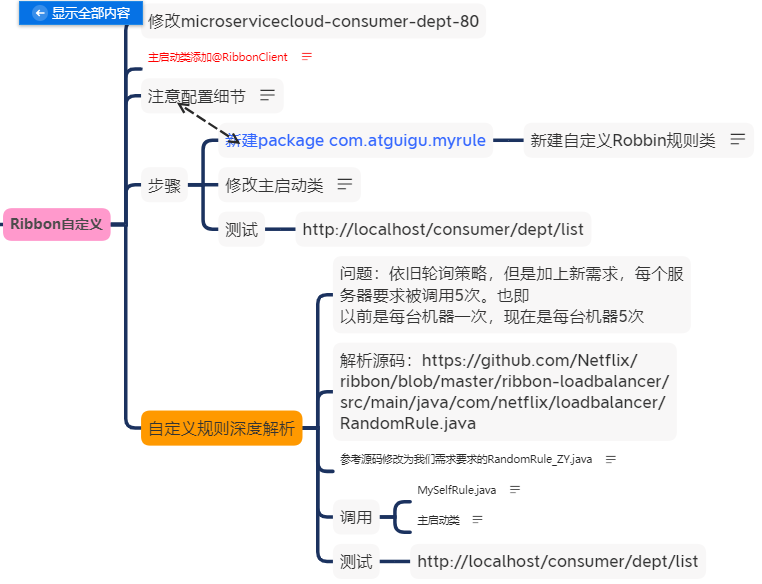 显示全部内容
修改microservicecloud-consumer-dept-80
主启动类添加@RibbonClient
注意配置细节
新建package com.atguigu.myrule
新建自定义Robbin规则类
步骤
修改主启动类
Ribbon自定义
测试
http://localhost/consumer/dept/list
问题：依旧轮询策略，但是加上新需求，每个服
务器要求被调用5次。也即
以前是每台机器一次，现在是每台机器5次
解析源码：https://github.com/Netflix/
ribbon/blob/master/ribbon-loadbalancer/
src/main/java/com/netflix/loadbalancer/
RandomRule.java
自定义规则深度解析
参考源码修改为我们需求要求的RandomRule_ZY.java
MySelfRule.java
调用
主启动类
测试
http://localhost/consumer/dept/list